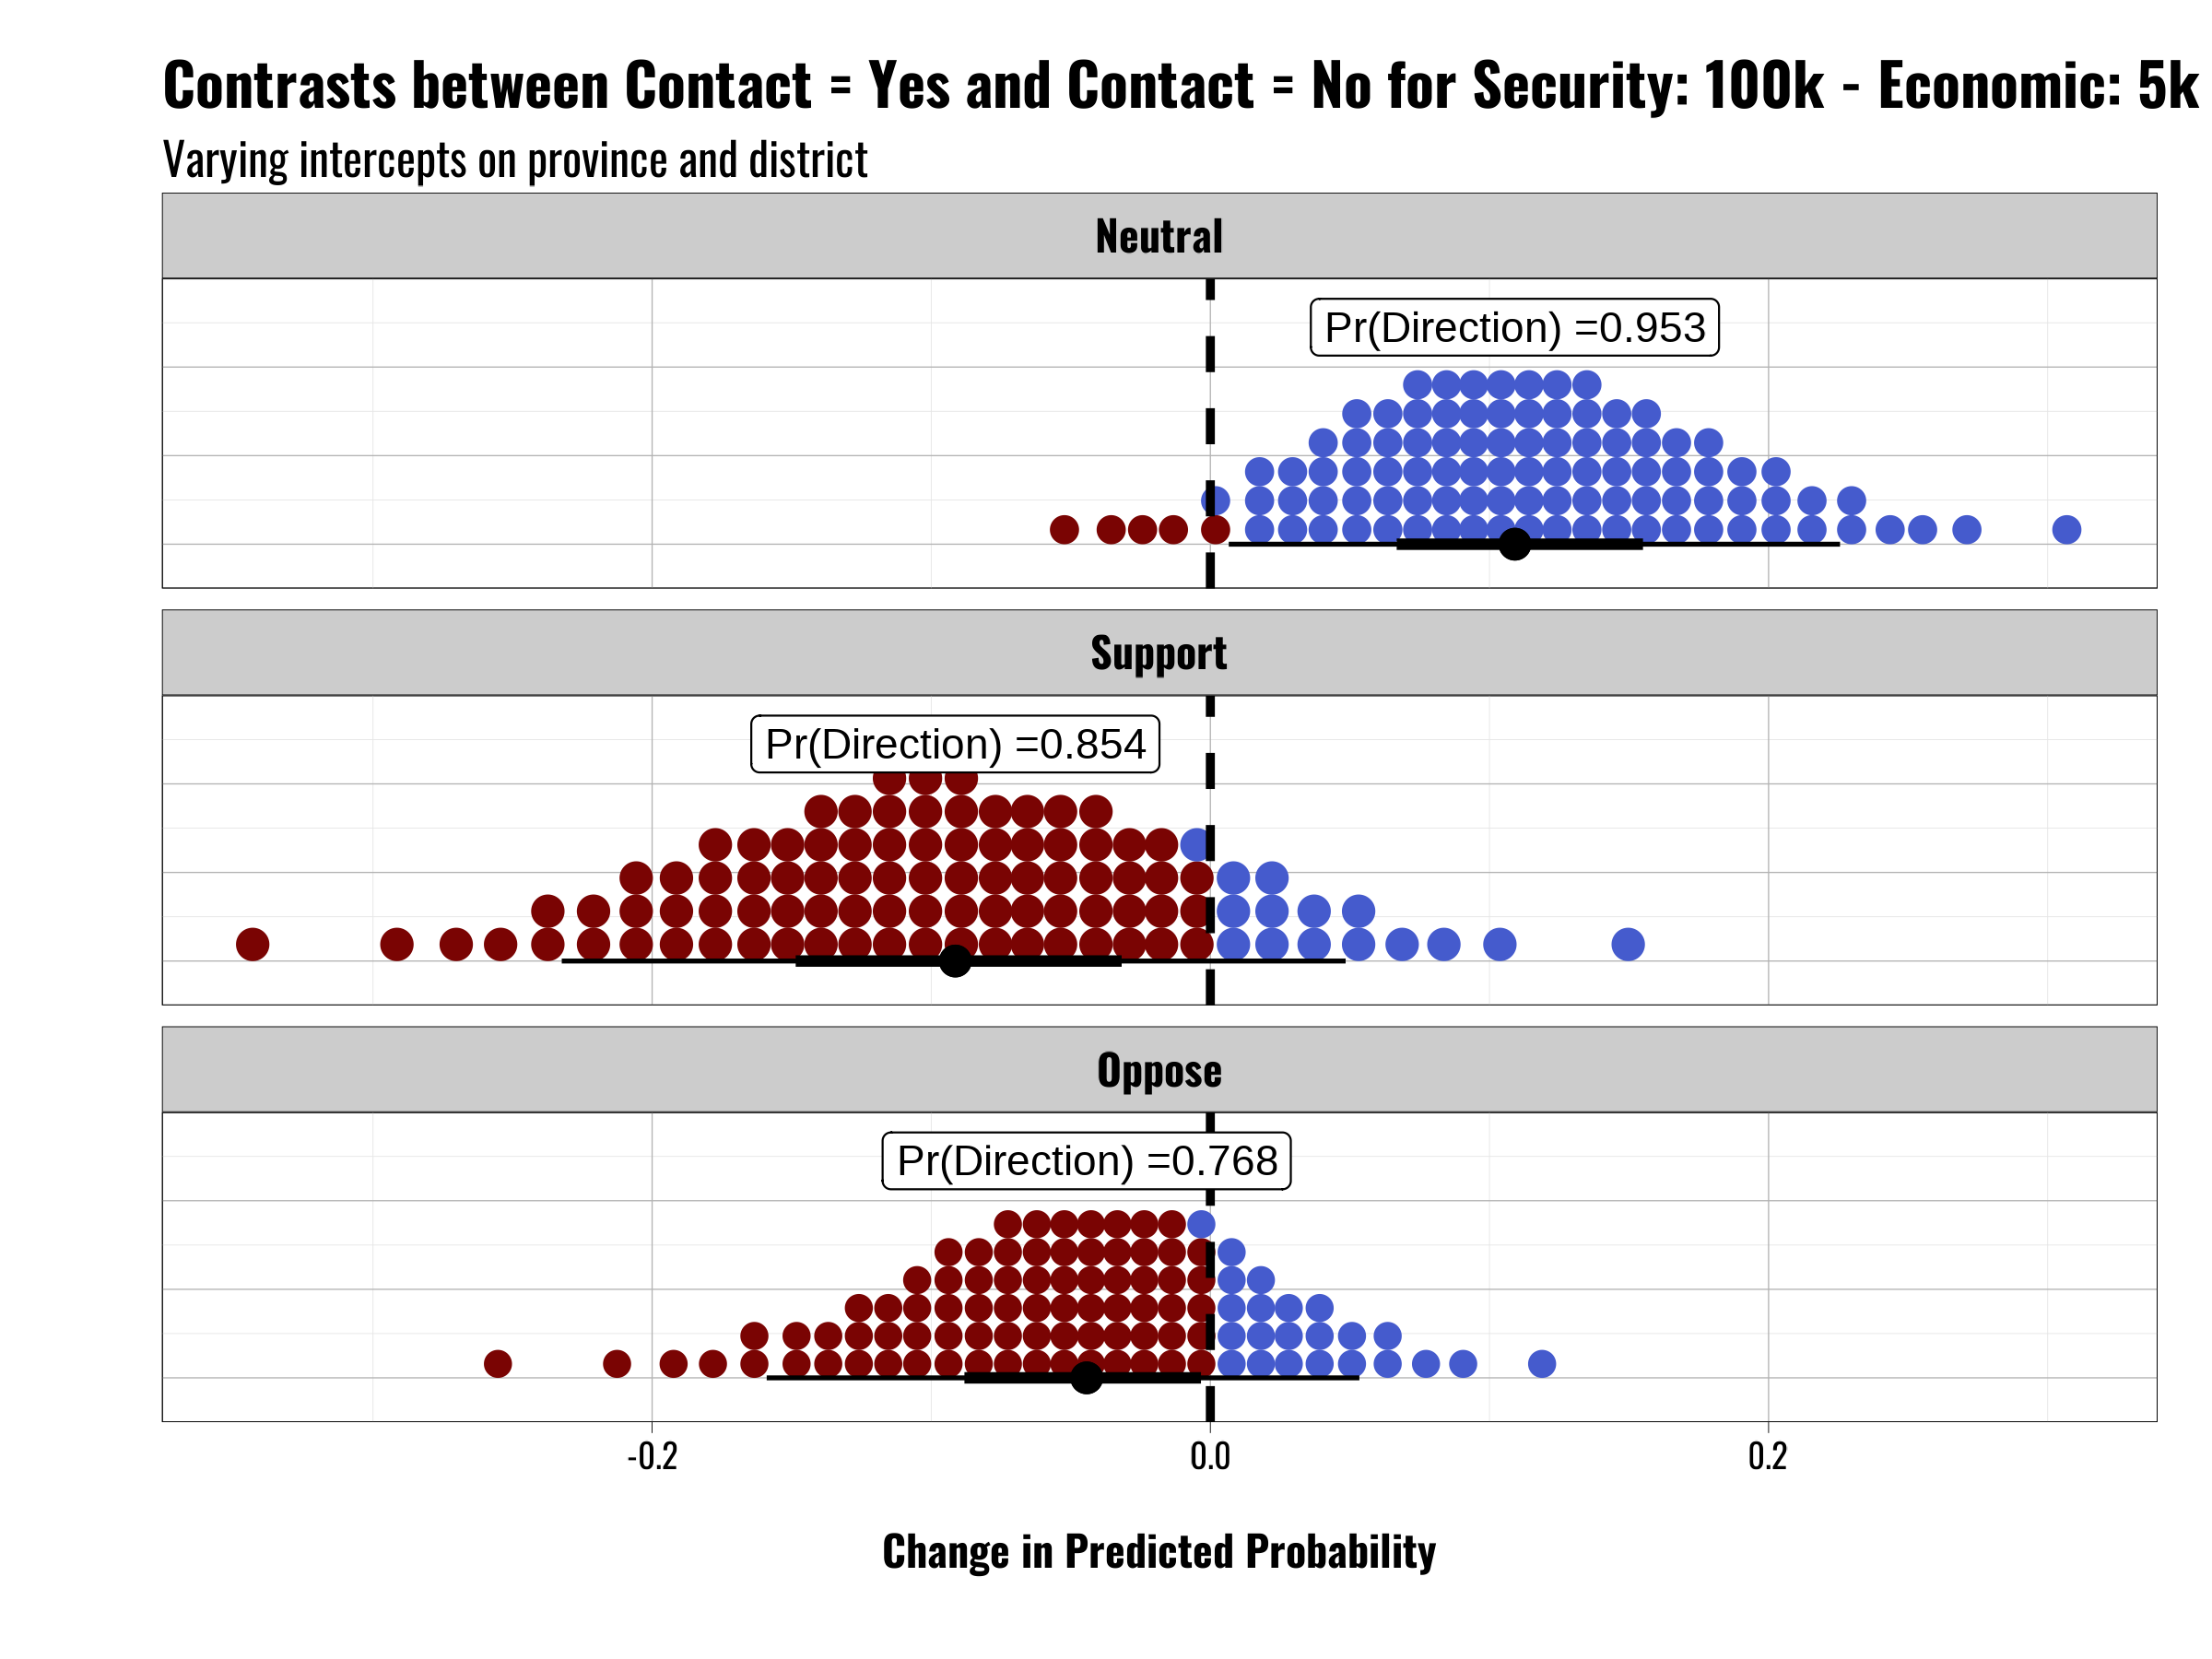 Contrasts between Contact = Yes and Contact = No for Security: 100k - Economic: 5k
Varying intercepts on province and district
Neutral
Pr(Direction) =0.953
Support
Pr(Direction) =0.854
Oppose
Pr(Direction) =0.768
-0.2 0.0 0.2
Change in Predicted Probability